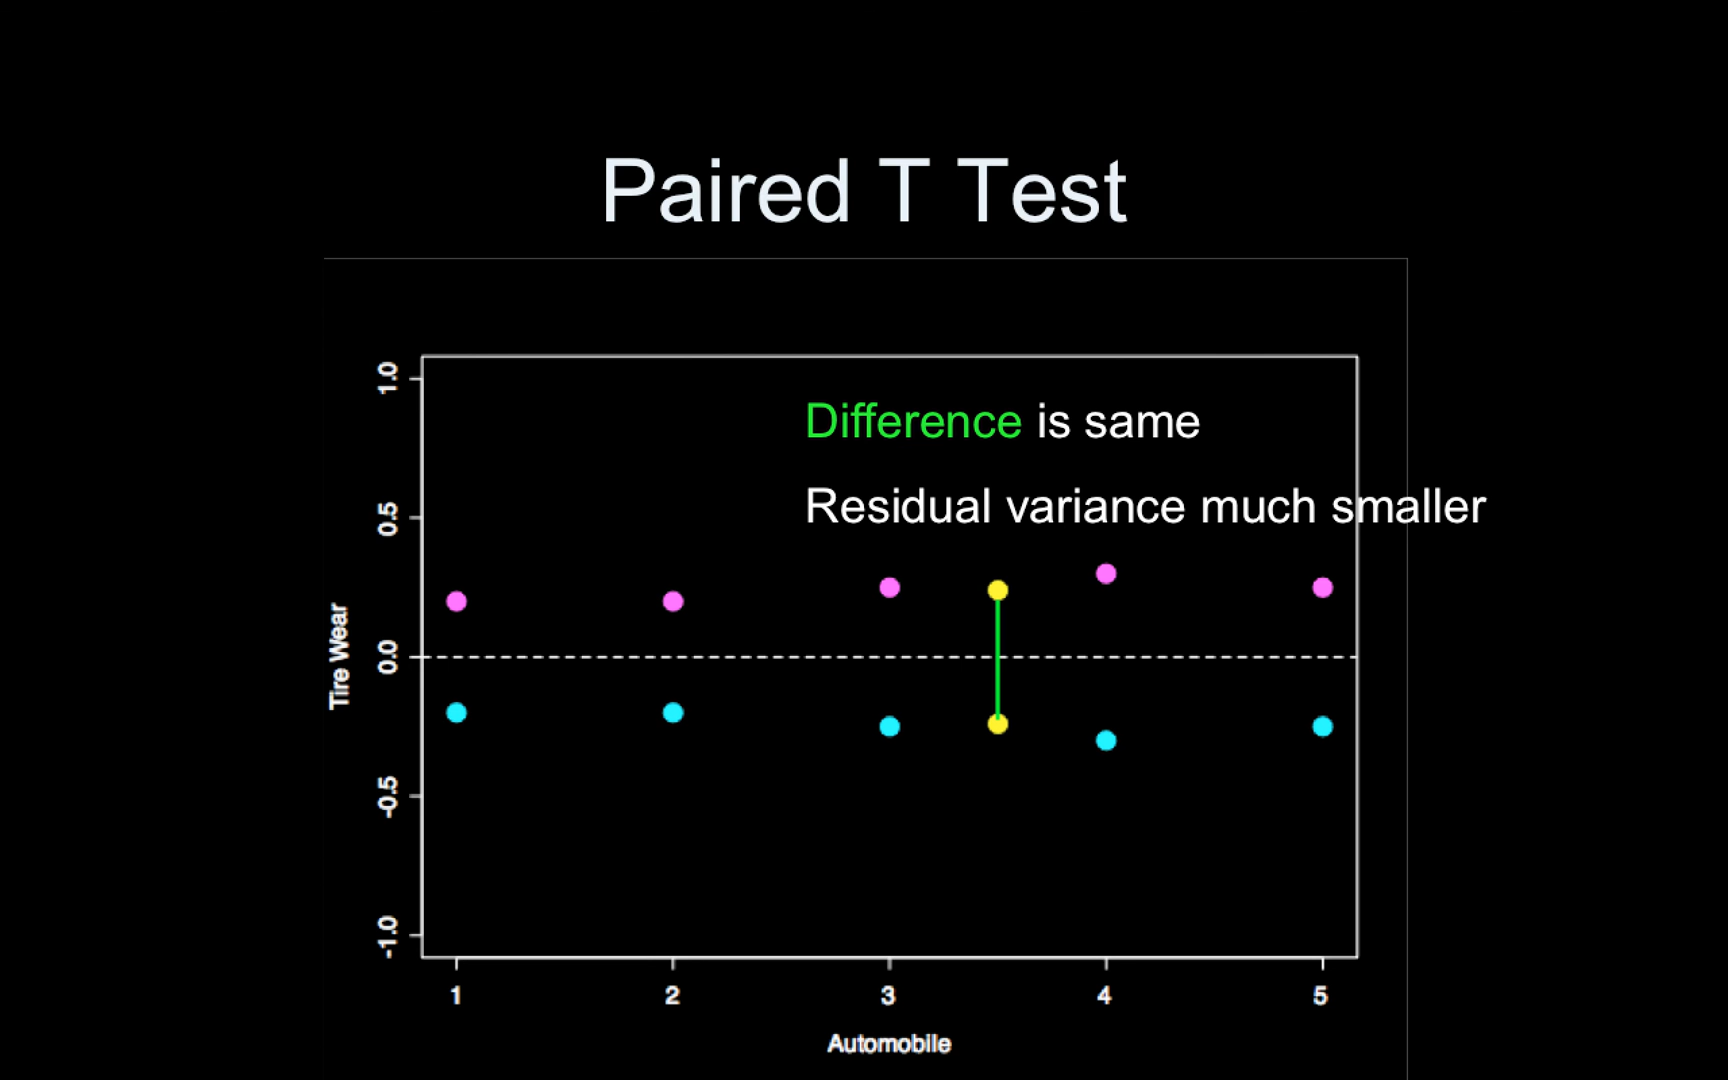 Paired T Test
Difference is same
Residual variance much smaller
1.0
0.5
0.0
-0.5
-1.0
Tire Wear
1 2 3 4 5
Automobile